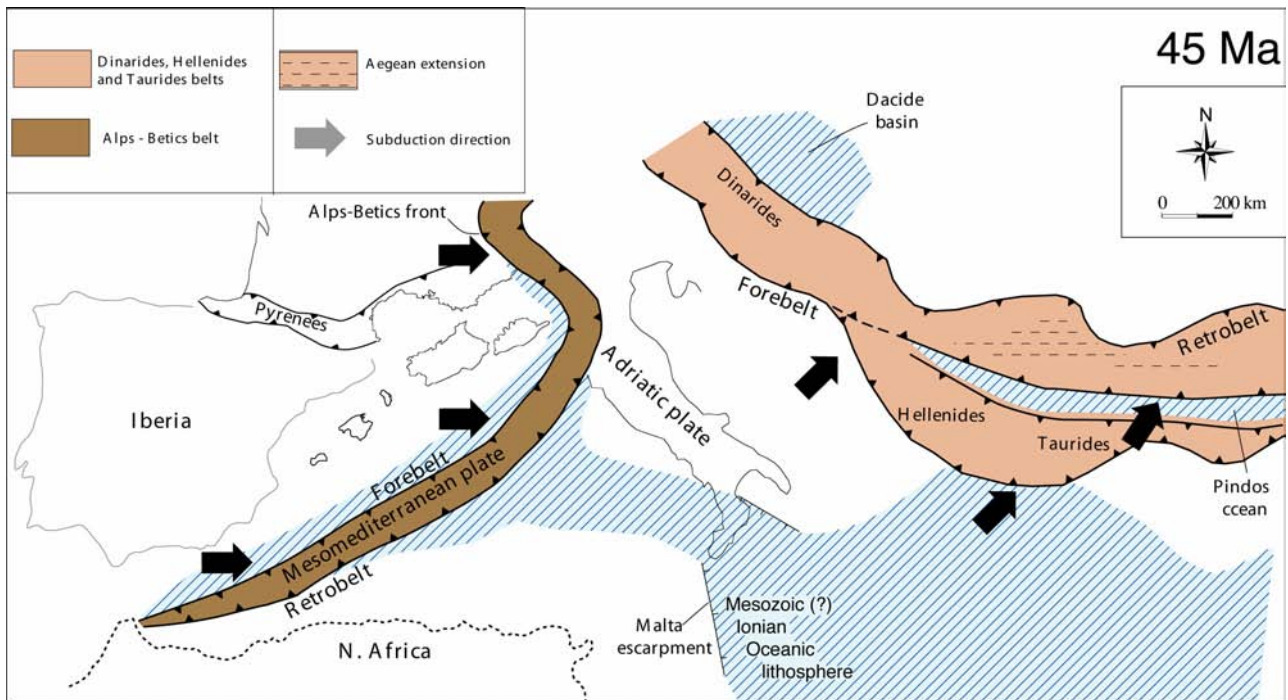 45 Ma
Dinarides, Hellenides
and Taurides belts
Aegean extension
Alps - Betics belt
Subduction direction
N
0 200 km
Dacide
basin
Alps-Betics front
Dinarides
Pyrenees
Forebelt
Retrobelt
Adriatic plate
Iberia
Hellenides
Taurides
Forebelt
Mesomediterranean plate
Retrobelt
Pindos
ccean
Malta
escarpment
Mesozoic (?)
Ionian
Oceanic
lithosphere
N. Africa